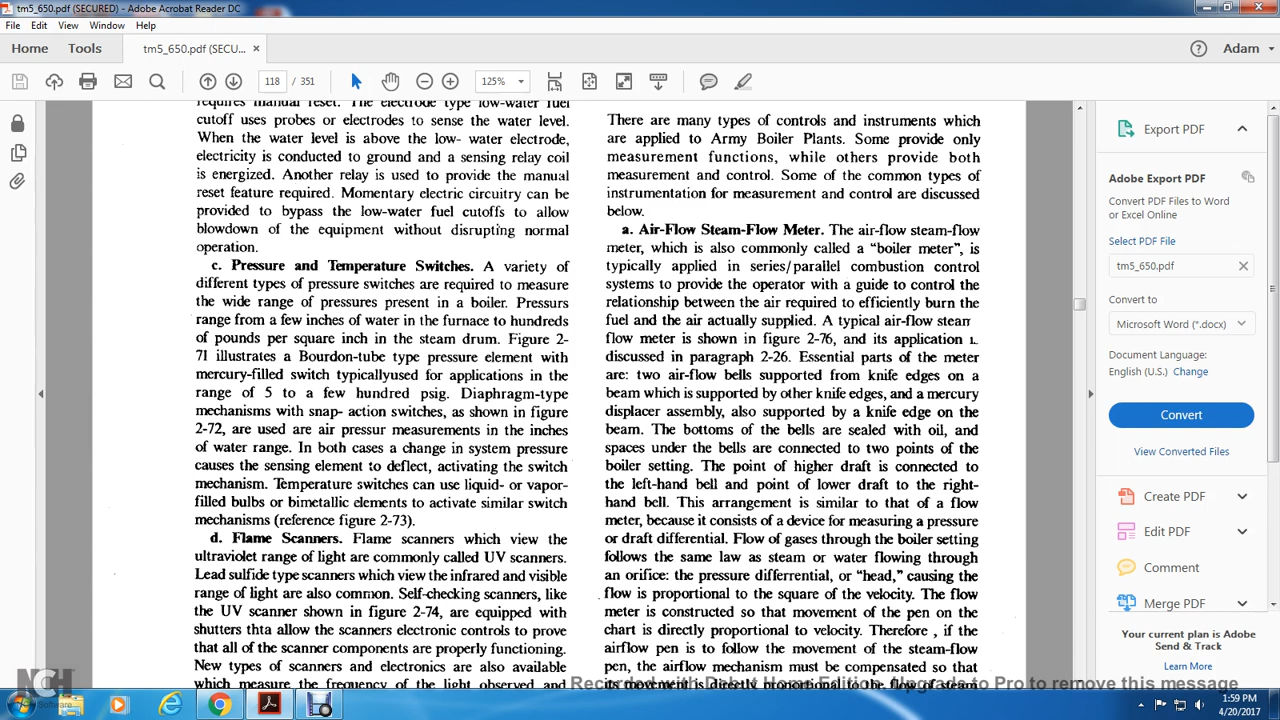 tm5_650.pdf (SECURED) - Adobe Acrobat Reader DC
File Edit View Window Help
Home Tools tm5_650.pdf (SECU... × Adam
118 / 351 125%
requires manual reset. The electrode type low-water fuel
cutoff uses probes or electrodes to sense the water level.
When the water level is above the low- water electrode,
electricity is conducted to ground and a sensing relay coil
is energized. Another relay is used to provide the manual
reset feature required. Momentary electric circuitry can be
provided to bypass the low-water fuel cutoffs to allow
blowdown of the equipment without disrupting normal
operation.
c. Pressure and Temperature Switches. A variety of
different types of pressure switches are required to measure
the wide range of pressures present in a boiler. Pressurs
range from a few inches of water in the furnace to hundreds
of pounds per square inch in the steam drum. Figure 2-
71 illustrates a Bourdon-tube type pressure element with
mercury-filled switch typicallyused for applications in the
range of 5 to a few hundred psig. Diaphragm-type
mechanisms with snap- action switches, as shown in figure
2-72, are used are air pressur measurements in the inches
of water range. In both cases a change in system pressure
causes the sensing element to deflect, activating the switch
mechanism. Temperature switches can use liquid- or vapor-
filled bulbs or bimetallic elements to activate similar switch
mechanisms (reference figure 2-73).
d. Flame Scanners. Flame scanners which view the
ultraviolet range of light are commonly called UV scanners.
Lead sulfide type scanners which view the infrared and visible
range of light are also common. Self-checking scanners, like
the UV scanner shown in figure 2-74, are equipped with
shutters thta allow the scanners electronic controls to prove
that all of the scanner components are properly functioning.
New types of scanners and electronics are also available
which measure the frequency of the light observed and
There are many types of controls and instruments which
are applied to Army Boiler Plants. Some provide only
measurement functions, while others provide both
measurement and control. Some of the common types of
instrumentation for measurement and control are discussed
below.
a. Air-Flow Steam-Flow Meter. The air-flow steam-flow
meter, which is also commonly called a "boiler meter", is
typically applied in series/parallel combustion control
systems to provide the operator with a guide to control the
relationship between the air required to efficiently burn the
fuel and the air actually supplied. A typical air-flow steam
flow meter is shown in figure 2-76, and its application
discussed in paragraph 2-26. Essential parts of the meter
are: two air-flow bells supported from knife edges on a
beam which is supported by other knife edges, and a mercury
displacer assembly, also supported by a knife edge on the
beam. The bottoms of the bells are sealed with oil, and
spaces under the bells are connected to two points of the
boiler setting. The point of higher draft is connected to
the left-hand bell and point of lower draft to the right-
hand bell. This arrangement is similar to that of a flow
meter, because it consists of a device for measuring a pressure
or draft differential. Flow of gases through the boiler setting
follows the same law as steam or water flowing through
an orifice: the pressure differential, or "head," causing the
flow is proportional to the square of the velocity. The flow
meter is constructed so that movement of the pen on the
chart is directly proportional to velocity. Therefore , if the
airflow pen is to follow the movement of the steam-flow
pen, the airflow mechanism must be compensated so that
its movement is directly proportional to the flow of steam
Export PDF
Adobe Export PDF
Convert PDF Files to Word
or Excel Online
Select PDF File
tm5_650.pdf
Convert to
Microsoft Word (*.docx)
Document Language:
English (U.S.) Change
Convert
View Converted Files
Create PDF
Edit PDF
Comment
Merge PDF
Your current plan is Adobe
Send & Track
Learn More
NCH
Software
Recorded with Debut Home Edition. Upgrade to Pro to remove this message
1:59 PM
4/20/2017